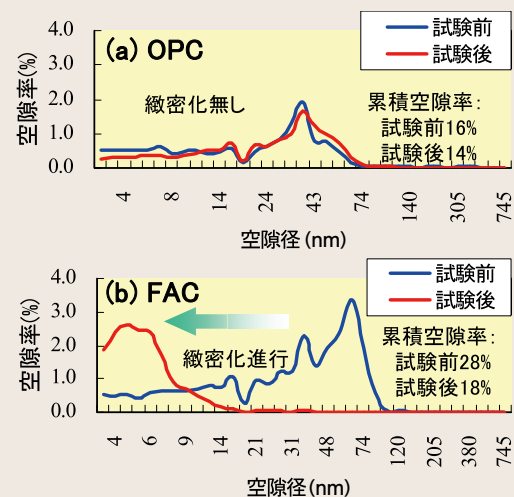 (a) OPC
試験前
試験後
緻密化無し
累積空隙率:
試験前16%
試験後14%
空隙率(%)
4.0
3.0
2.0
1.0
0.0
4 8 14 24 43 74 140 305 745
空隙径 (nm)
(b) FAC
試験前
試験後
緻密化進行
累積空隙率:
試験前28%
試験後18%
空隙率(%)
4.0
3.0
2.0
1.0
0.0
4 6 9 14 21 31 48 74 120 205 380 745
空隙径 (nm)